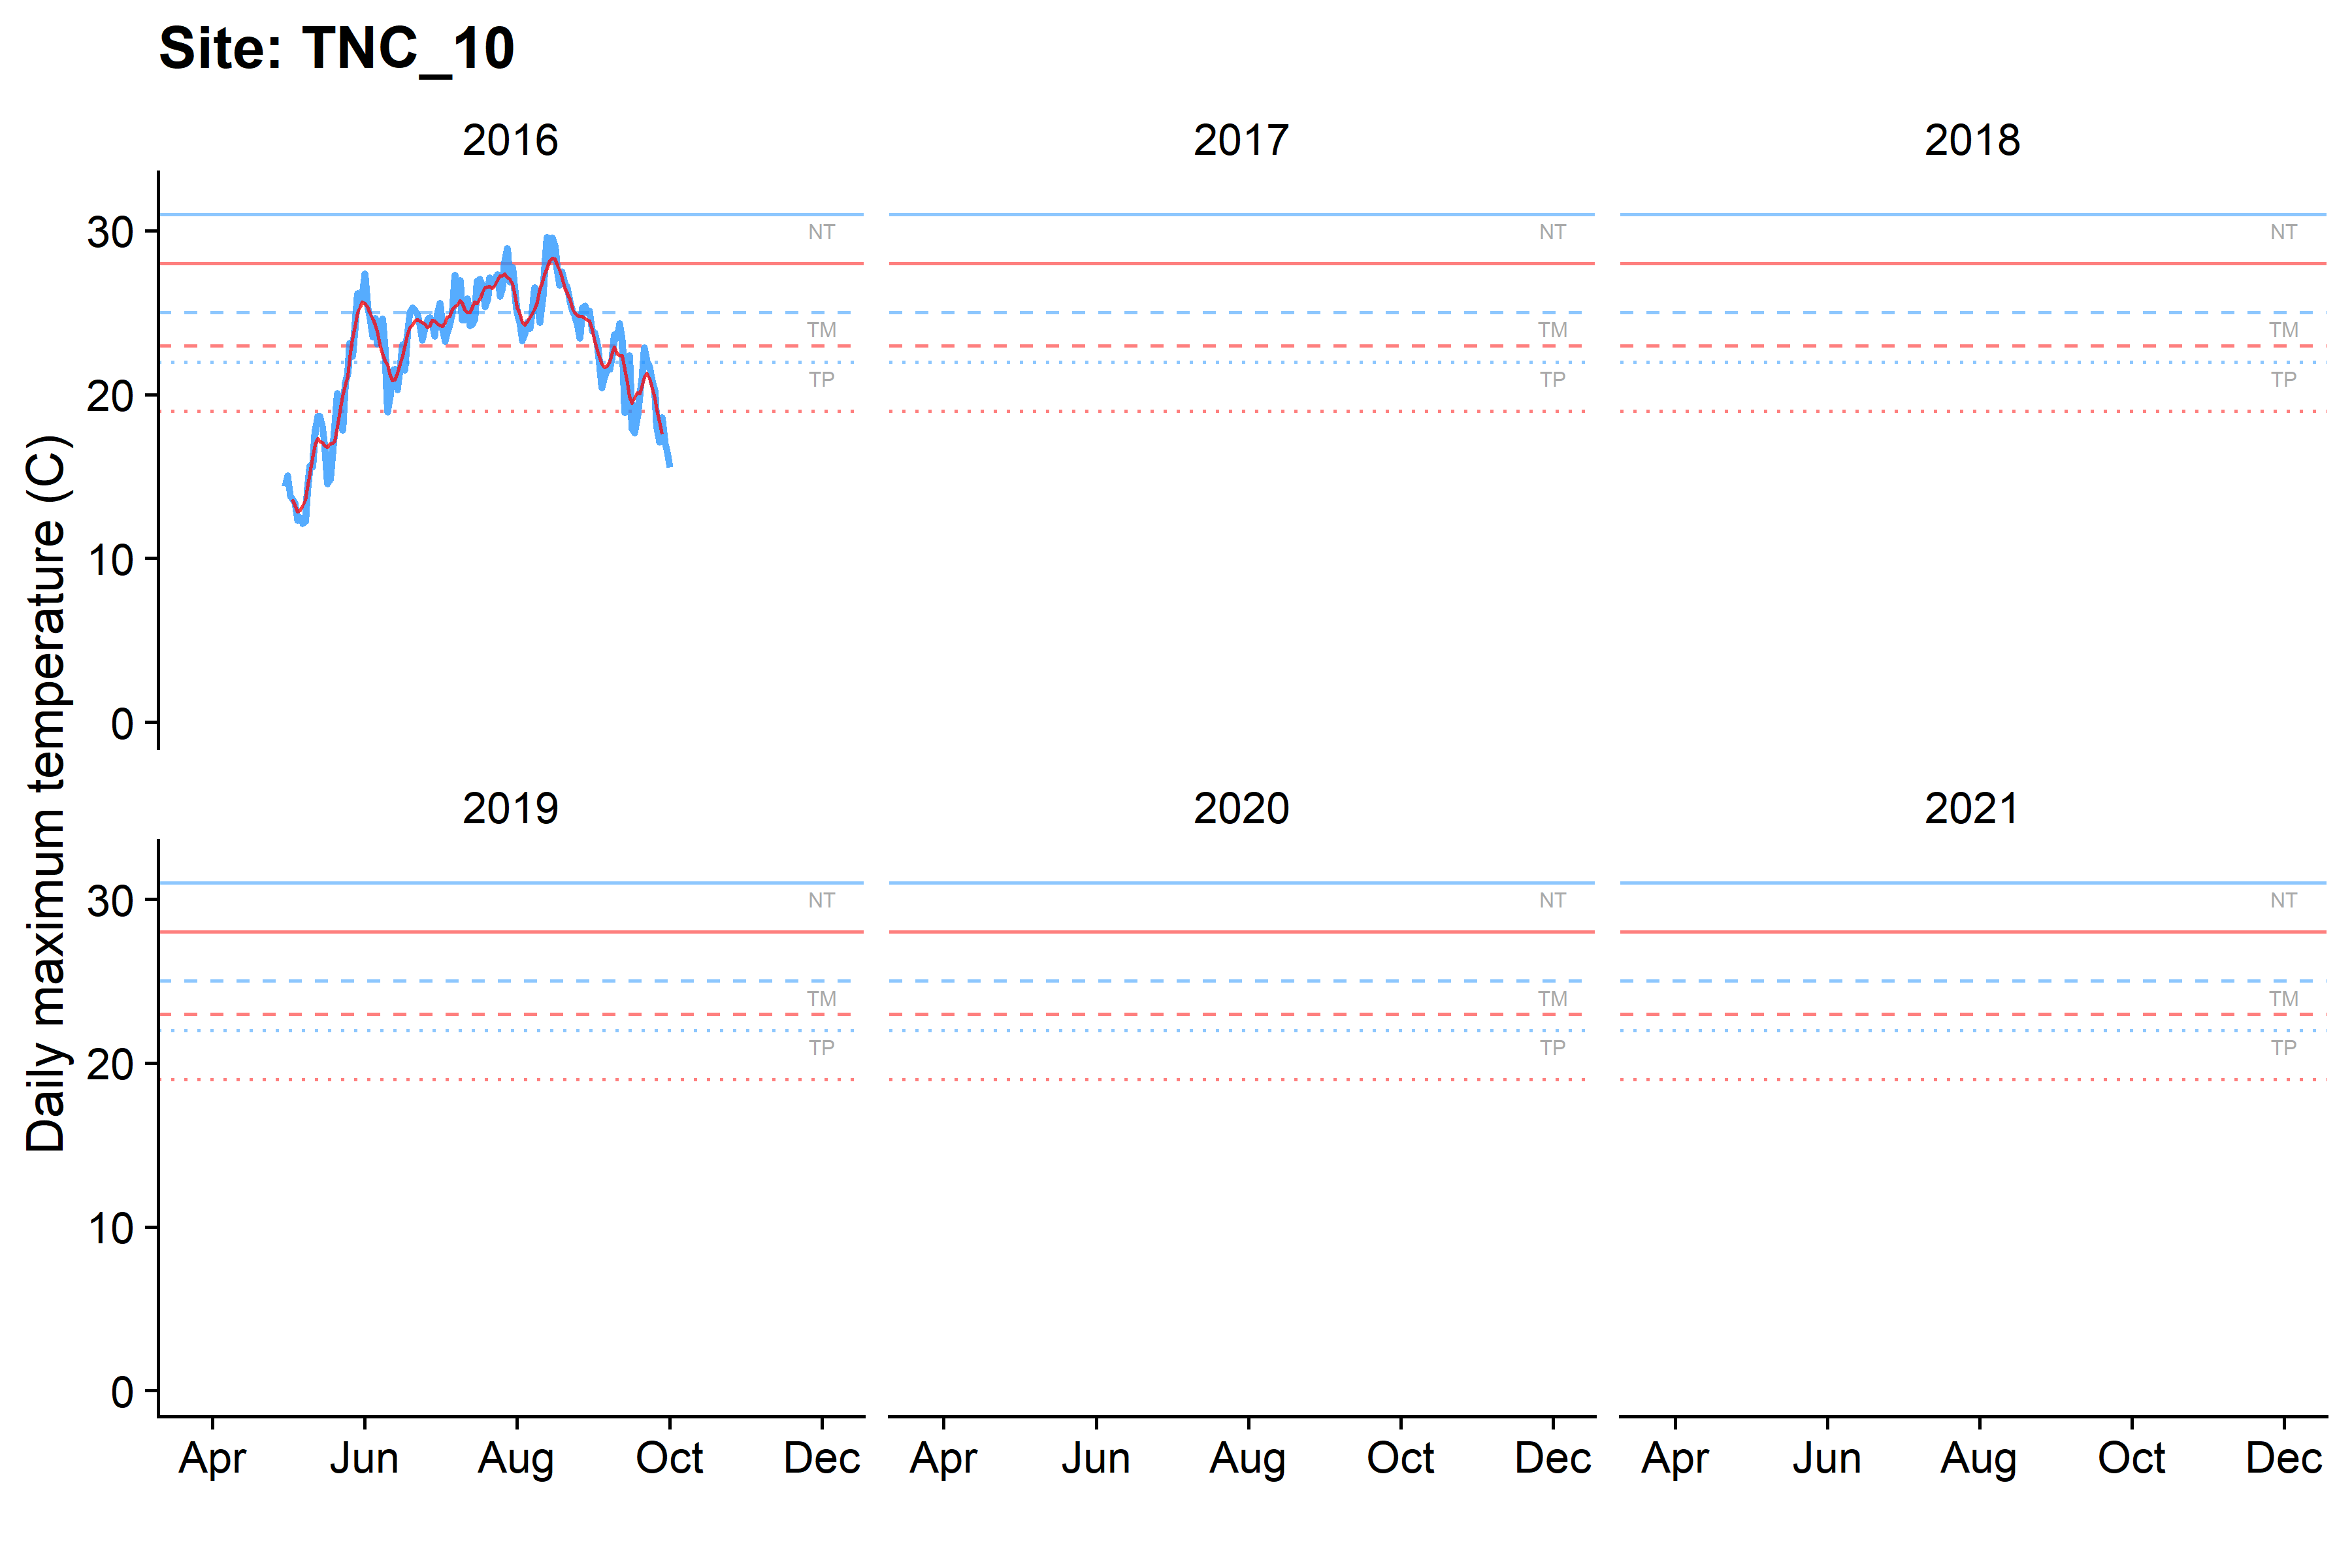 Site: TNC_10
2016
2017
2018
30
20
10
0
NT
TM
TP
NT
TM
TP
NT
TM
TP
Daily maximum temperature (C)
2019
2020
2021
30
20
10
0
NT
TM
TP
NT
TM
TP
NT
TM
TP
Apr Jun Aug Oct Dec
Apr Jun Aug Oct Dec
Apr Jun Aug Oct Dec